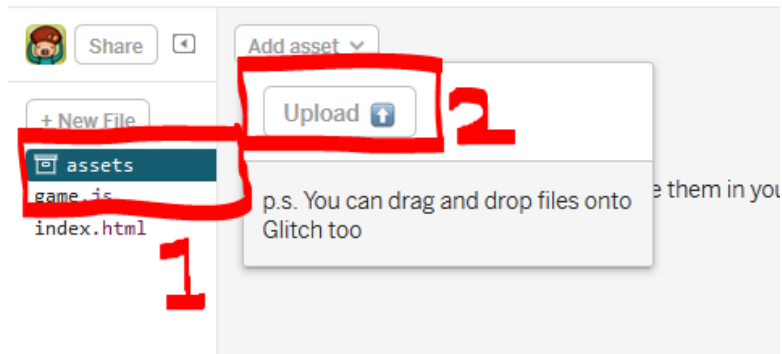 Share
Add asset
+ New File
Upload
2
assets
game.js
p.s. You can drag and drop files onto
Glitch too
e them in you
index.html
1